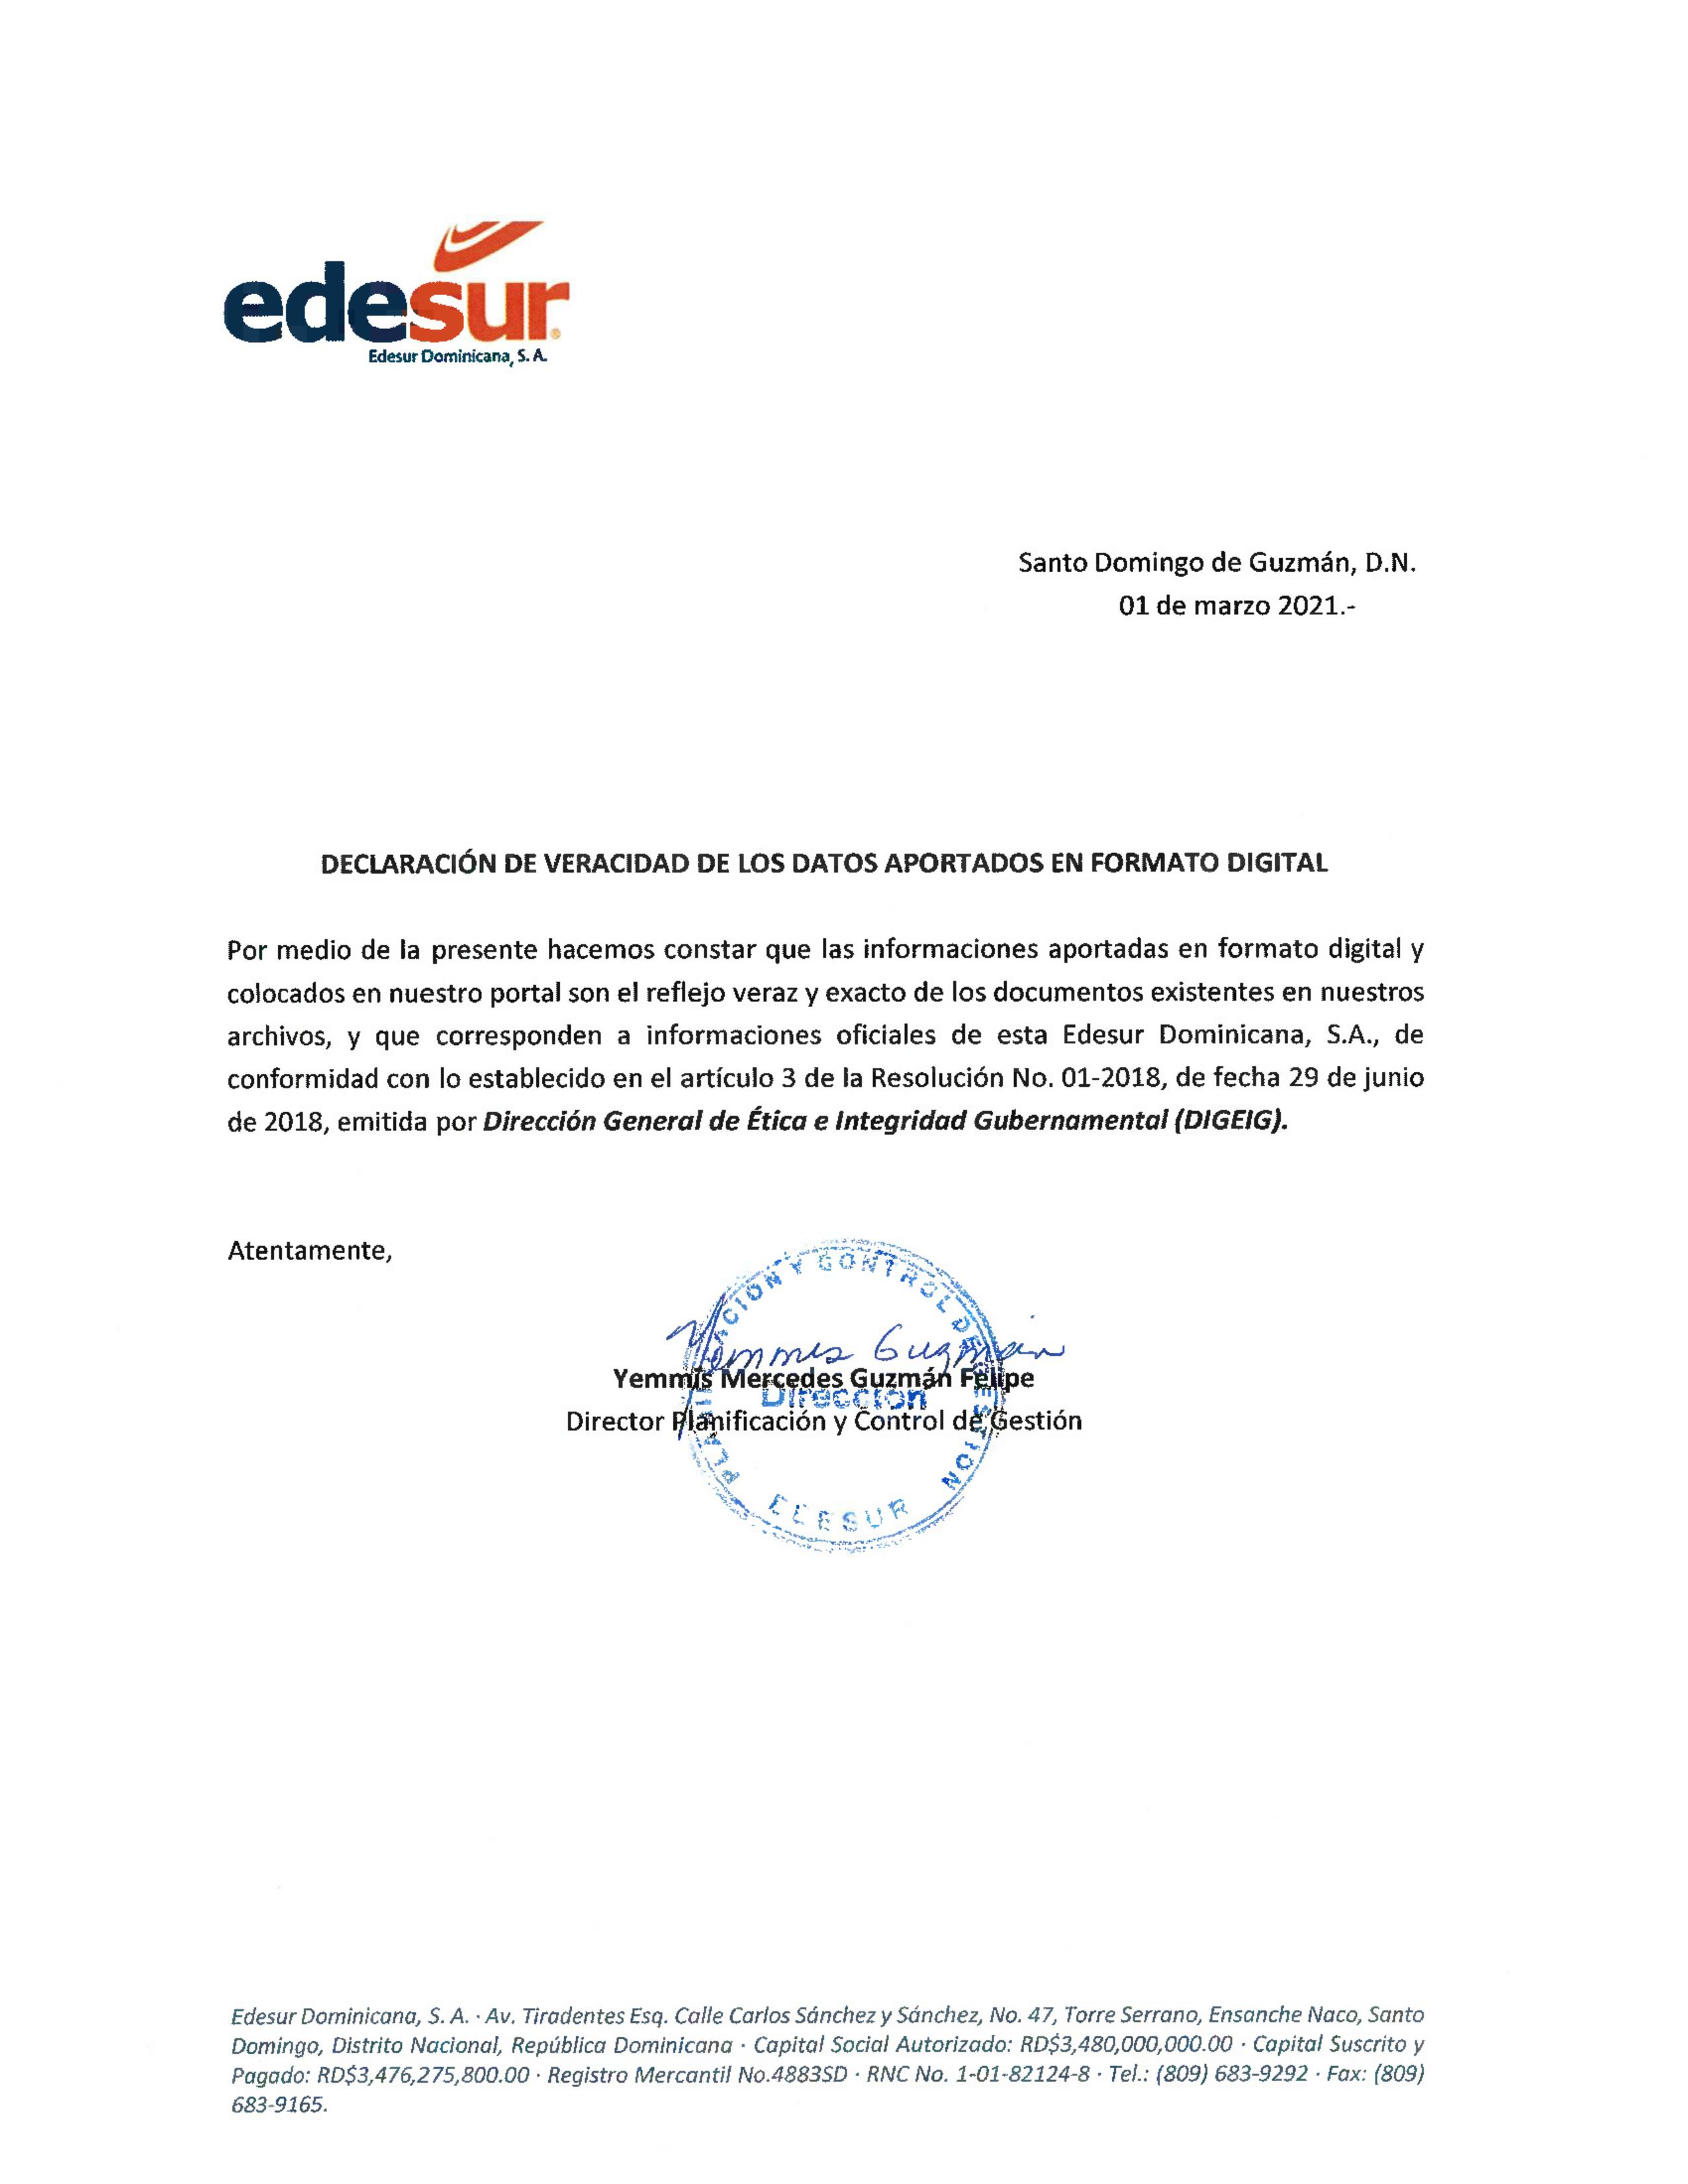 edesur
Edesur Dominicana, S. A.
Santo Domingo de Guzmán, D.N.
01 de marzo 2021.-
DECLARACIÓN DE VERACIDAD DE LOS DATOS APORTADOS EN FORMATO DIGITAL
Por medio de la presente hacemos constar que las informaciones aportadas en formato digital y
colocados en nuestro portal son el reflejo veraz y exacto de los documentos existentes en nuestros
archivos, y que corresponden a informaciones oficiales de esta Edesur Dominicana, S.A., de
conformidad con lo establecido en el artículo 3 de la Resolución No. 01-2018, de fecha 29 de junio
de 2018, emitida por Dirección General de Ética e Integridad Gubernamental (DIGEIG).
Atentamente,
PLANIFICACION Y CONTROL DE GESTION
Yemmis Guzmán
Yemmis Mercedes Guzmán Felipe
Dirección
Director Planificación y Control de Gestión
EDESUR
Edesur Dominicana, S. A. · Av. Tiradentes Esq. Calle Carlos Sánchez y Sánchez, No. 47, Torre Serrano, Ensanche Naco, Santo
Domingo, Distrito Nacional, República Dominicana · Capital Social Autorizado: RD$3,480,000,000.00 · Capital Suscrito y
Pagado: RD$3,476,275,800.00 · Registro Mercantil No.4883SD · RNC No. 1-01-82124-8 · Tel.: (809) 683-9292 · Fax: (809)
683-9165.